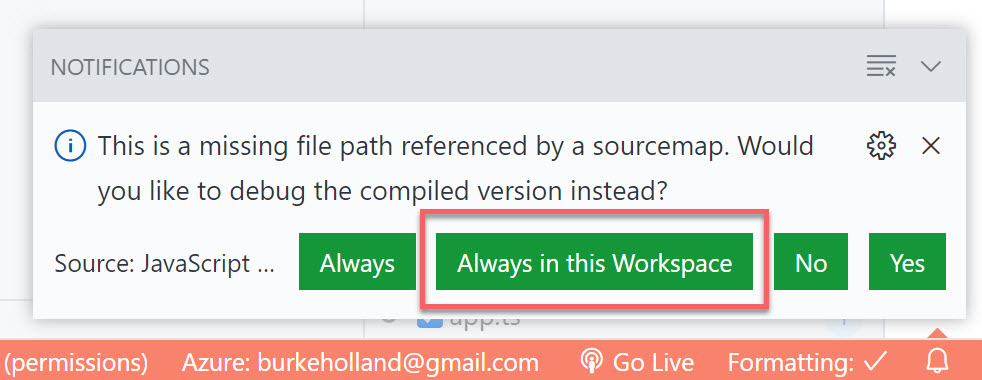 NOTIFICATIONS
This is a missing file path referenced by a sourcemap. Would
you like to debug the compiled version instead?
Source: JavaScript ...
Always
Always in this Workspace
No
Yes
app.ts
(permissions)
Azure: burkeholland@gmail.com
Go Live
Formatting: ✓